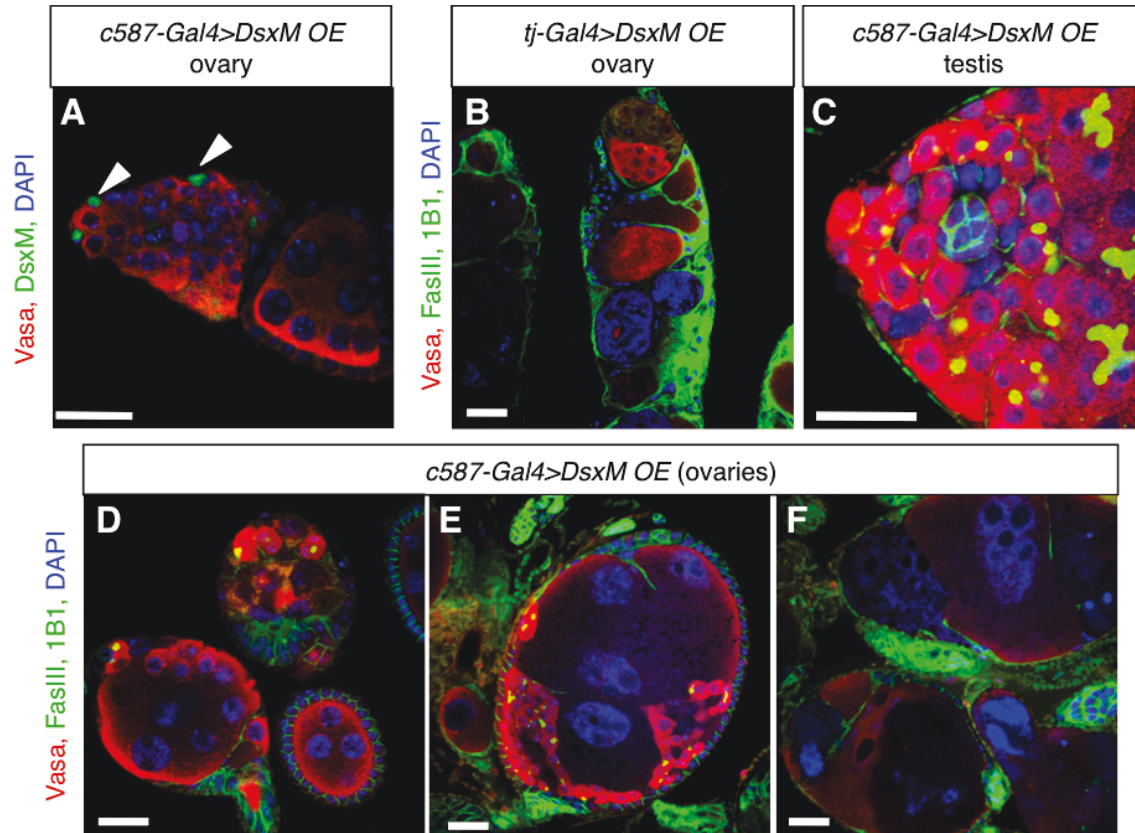 c587-Gal4>DsxM OE
ovary
tj-Gal4>DsxM OE
ovary
c587-Gal4>DsxM OE
testis
A
B
C
Vasa, DsxM, DAPI
Vasa, FasIII, 1B1, DAPI
c587-Gal4>DsxM OE (ovaries)
D
E
F
Vasa, FasIII, 1B1, DAPI